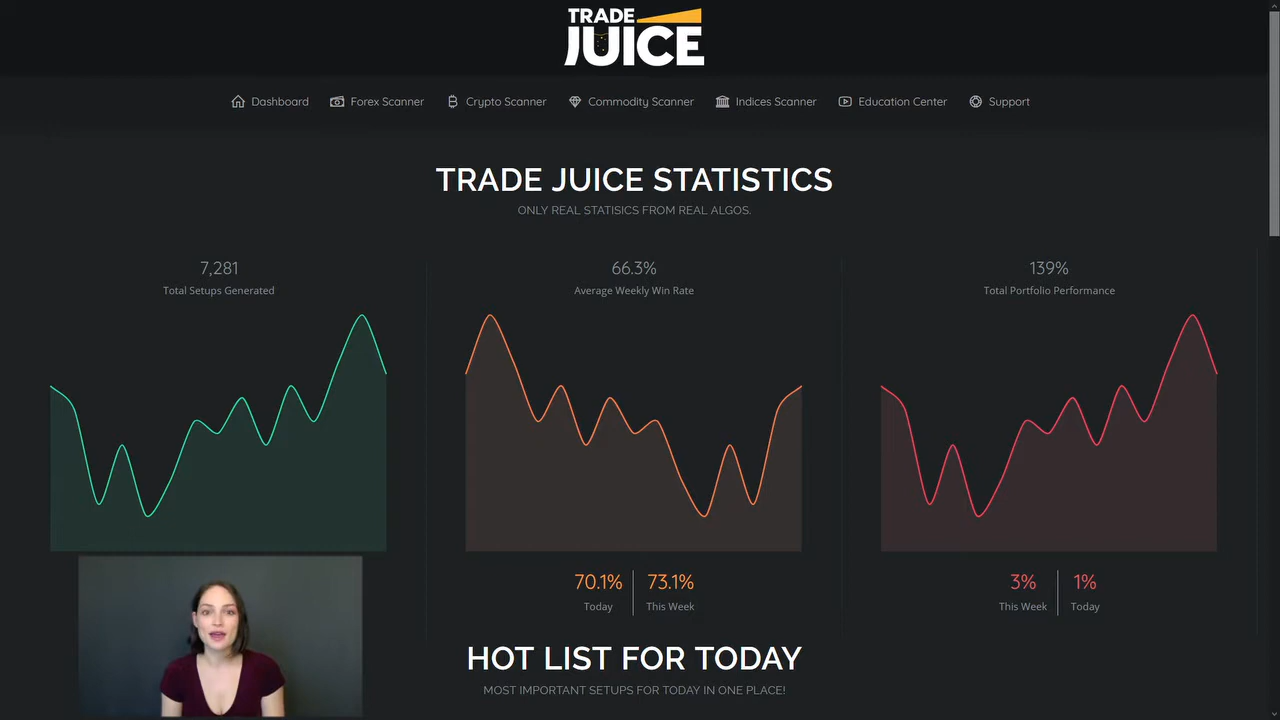 TRADE
JUICE
Dashboard
Forex Scanner
Crypto Scanner
Commodity Scanner
Indices Scanner
Education Center
Support
TRADE JUICE STATISTICS
ONLY REAL STATISICS FROM REAL ALGOS.
7,281
Total Setups Generated
66.3%
Average Weekly Win Rate
139%
Total Portfolio Performance
70.1%
Today
73.1%
This Week
3%
This Week
1%
Today
HOT LIST FOR TODAY
MOST IMPORTANT SETUPS FOR TODAY IN ONE PLACE!